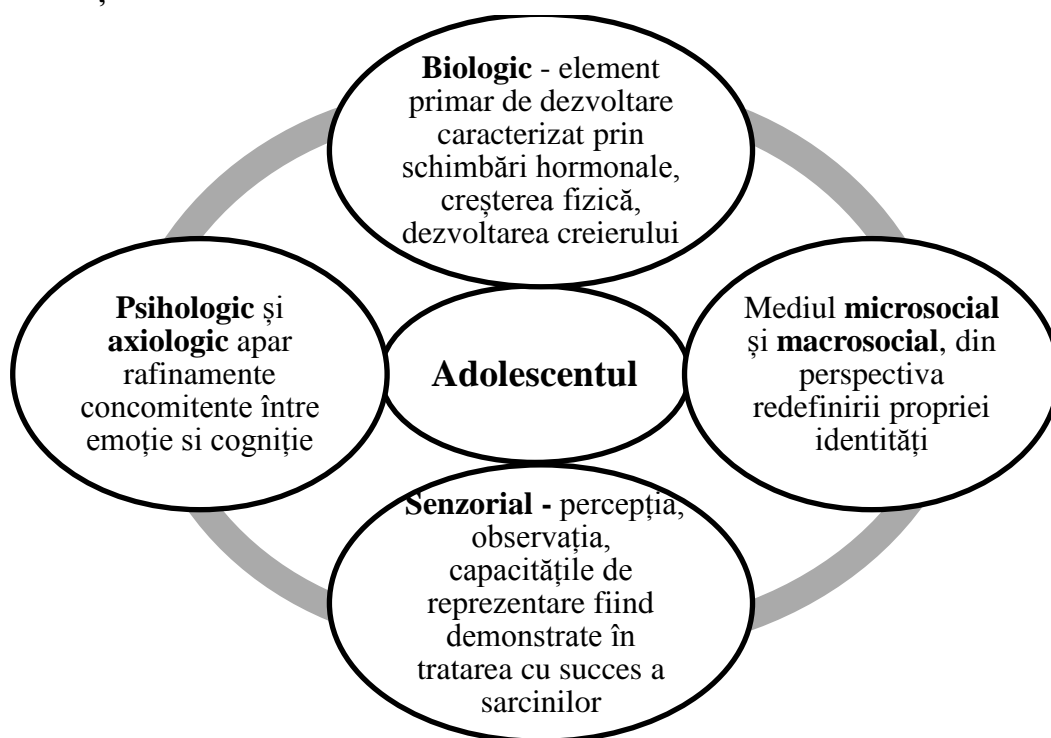 Biologic - element
primar de dezvoltare
caracterizat prin
schimbări hormonale,
creșterea fizică,
dezvoltarea creierului
Psihologic și
axiologic apar
rafinamente
concomitente între
emoție si cogniție
Adolescentul
Mediul microsocial
și macrosocial, din
perspectiva
redefinirii propriei
identități
Senzorial - percepția,
observația,
capacitățile de
reprezentare fiind
demonstrate în
tratarea cu succes a
sarcinilor